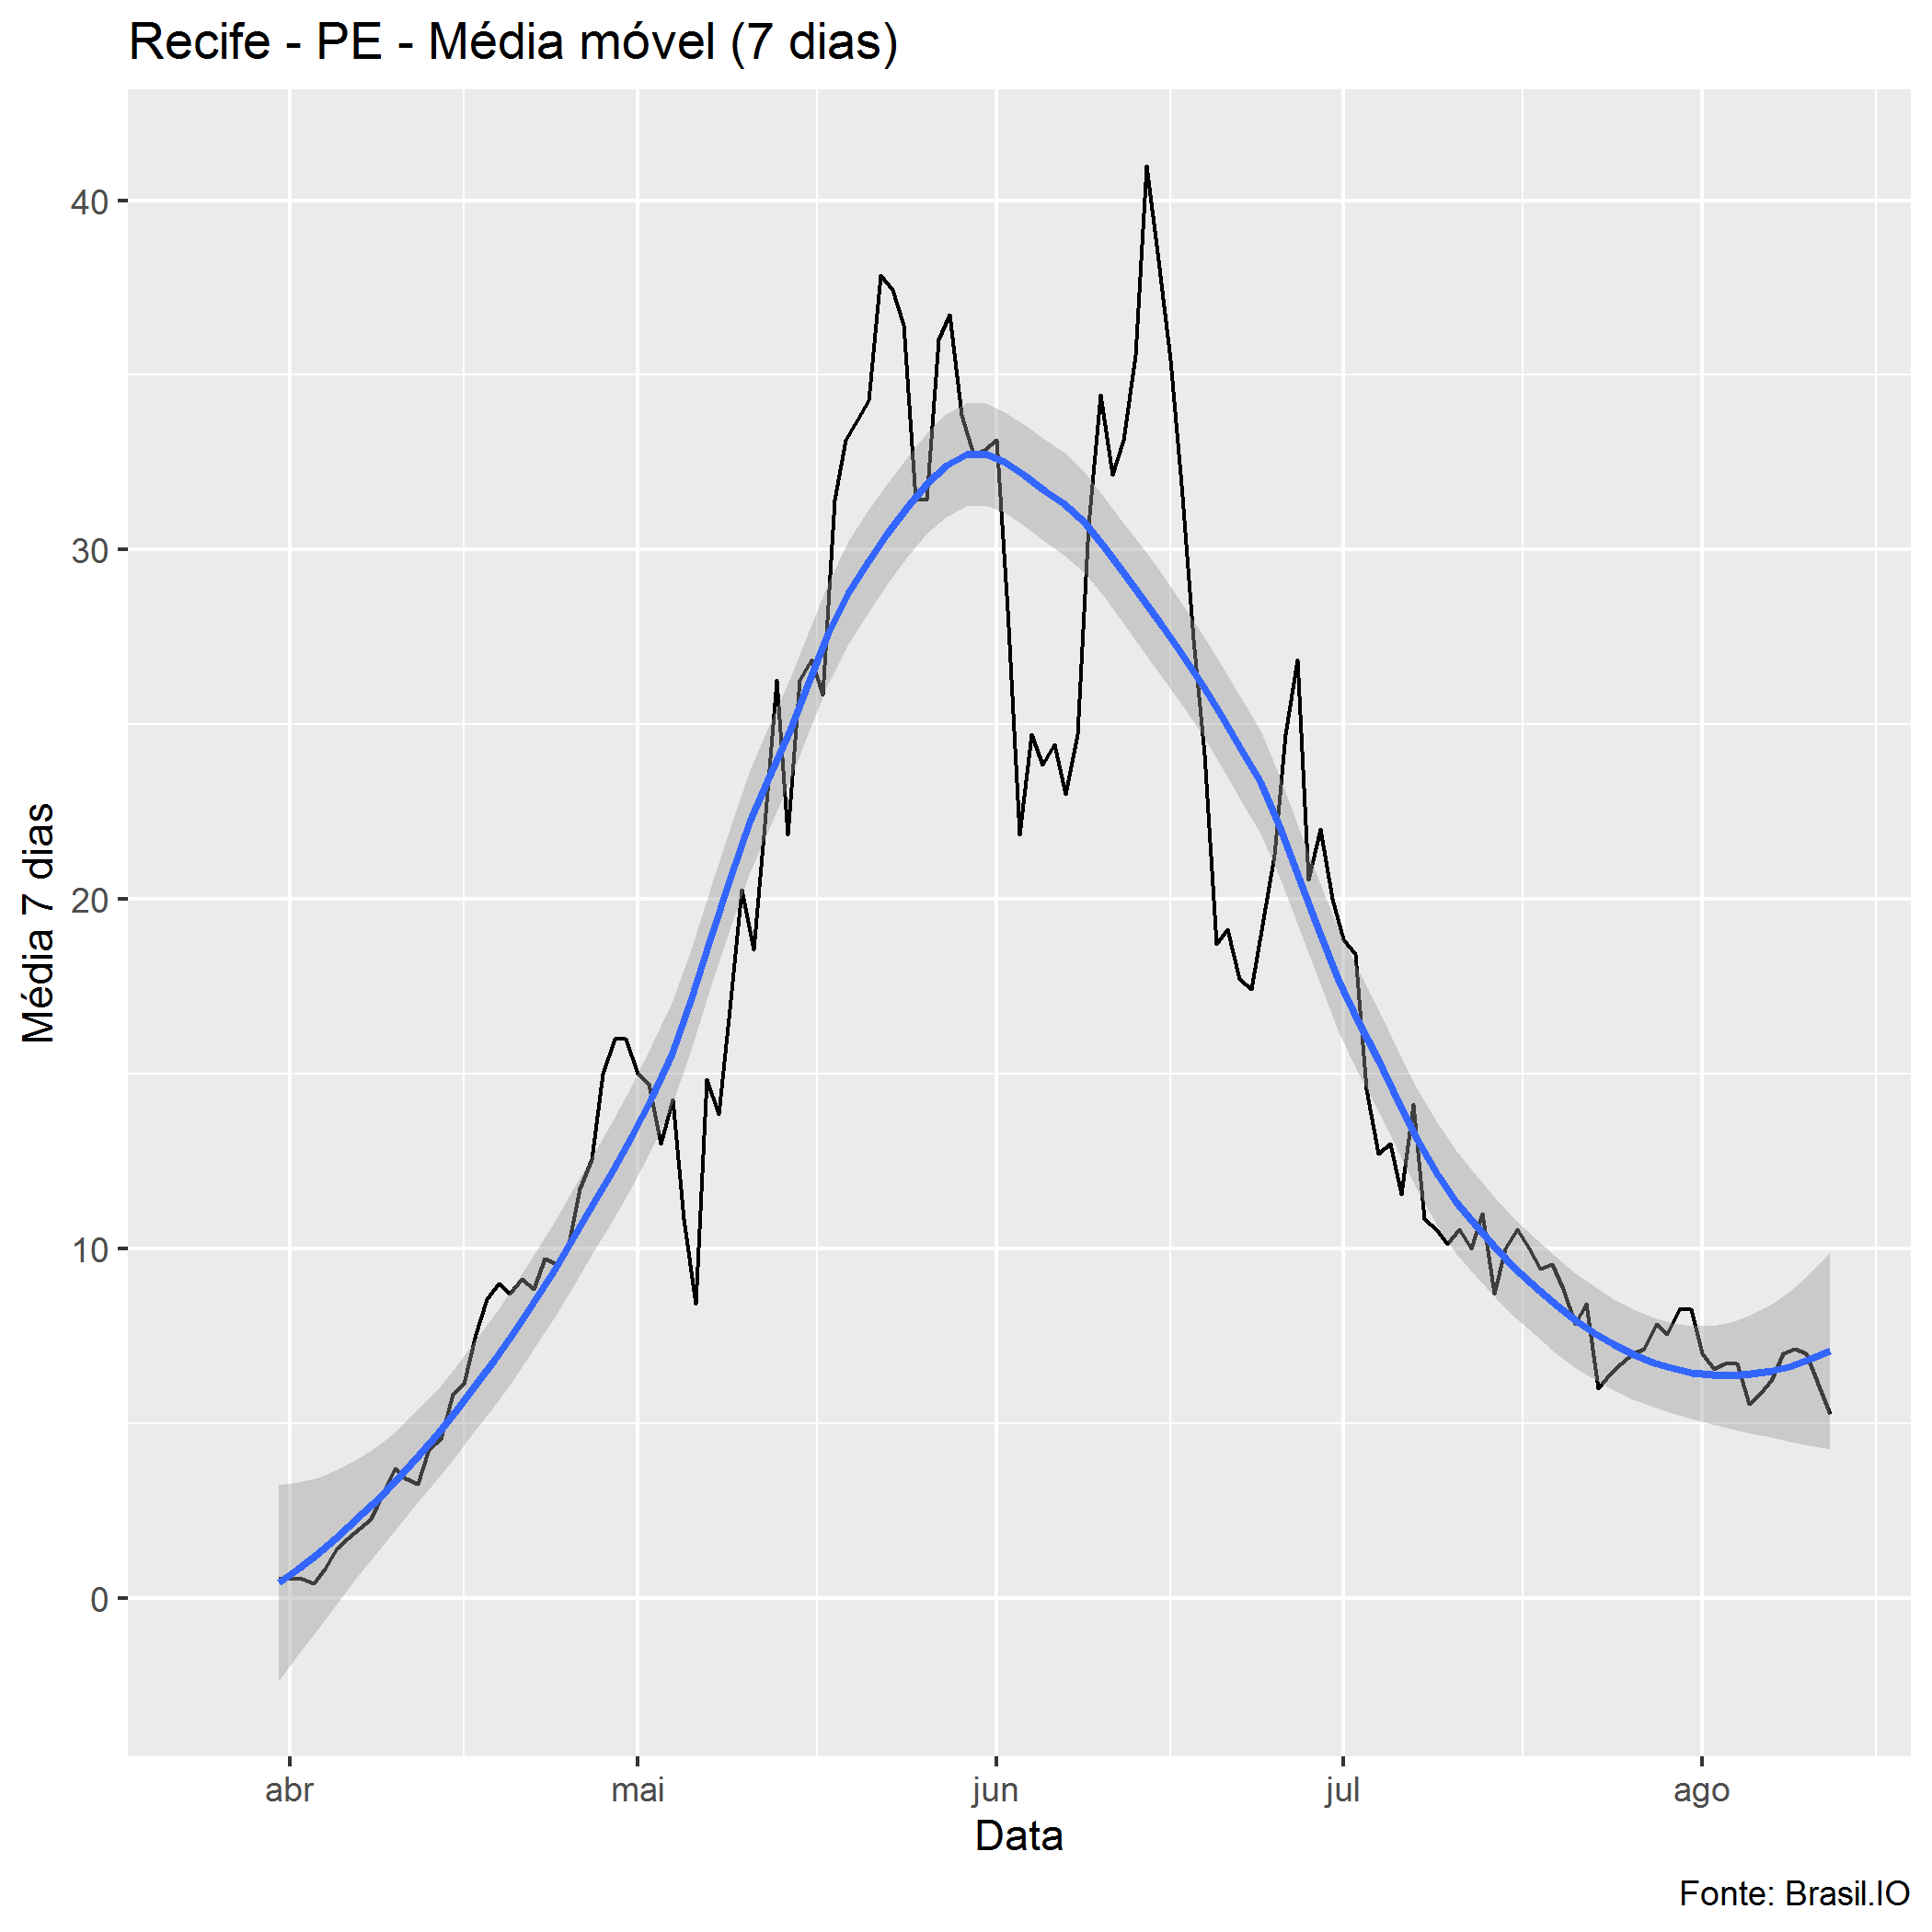 Recife - PE - Média móvel (7 dias)
Média 7 dias
40
30
20
10
0
abr mai jun jul ago
Data
Fonte: Brasil.IO